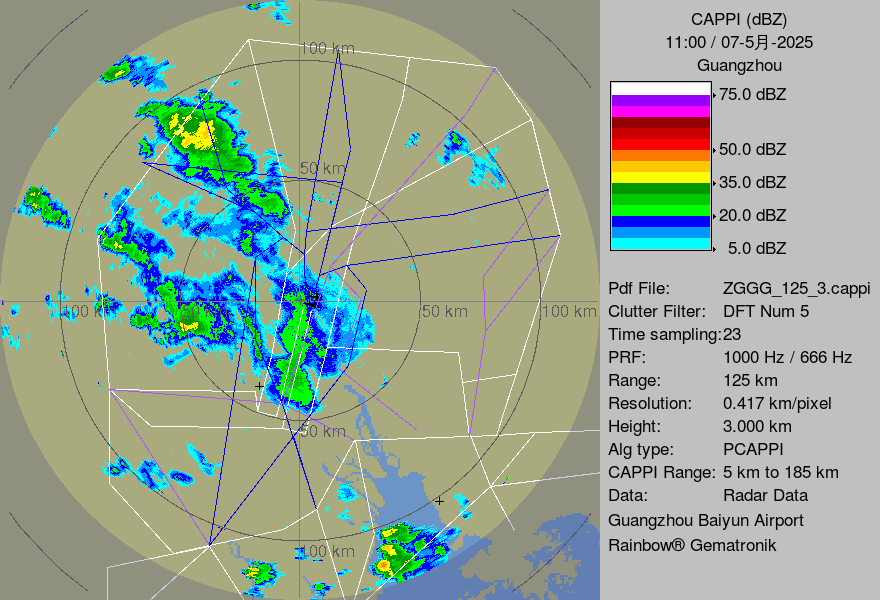 100 km
50 km
100 km
50 km
100 km
50 km
100 km
CAPPI (dBZ)
11:00 / 07-5月-2025
Guangzhou
75.0 dBZ
50.0 dBZ
35.0 dBZ
20.0 dBZ
5.0 dBZ
Pdf File: ZGGG_125_3.cappi
Clutter Filter: DFT Num 5
Time sampling:23
PRF: 1000 Hz / 666 Hz
Range: 125 km
Resolution: 0.417 km/pixel
Height: 3.000 km
Alg type: PCAPPI
CAPPI Range: 5 km to 185 km
Data: Radar Data
Guangzhou Baiyun Airport
Rainbow® Gematronik